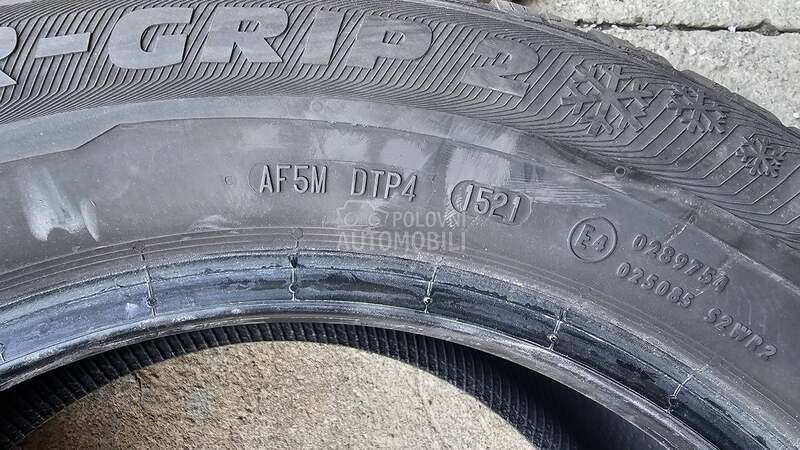 R-GRIP 2
AF5M DTP4 1521
E4 0289754
025085 S2WR2
POLOVNI
AUTOMOBILI